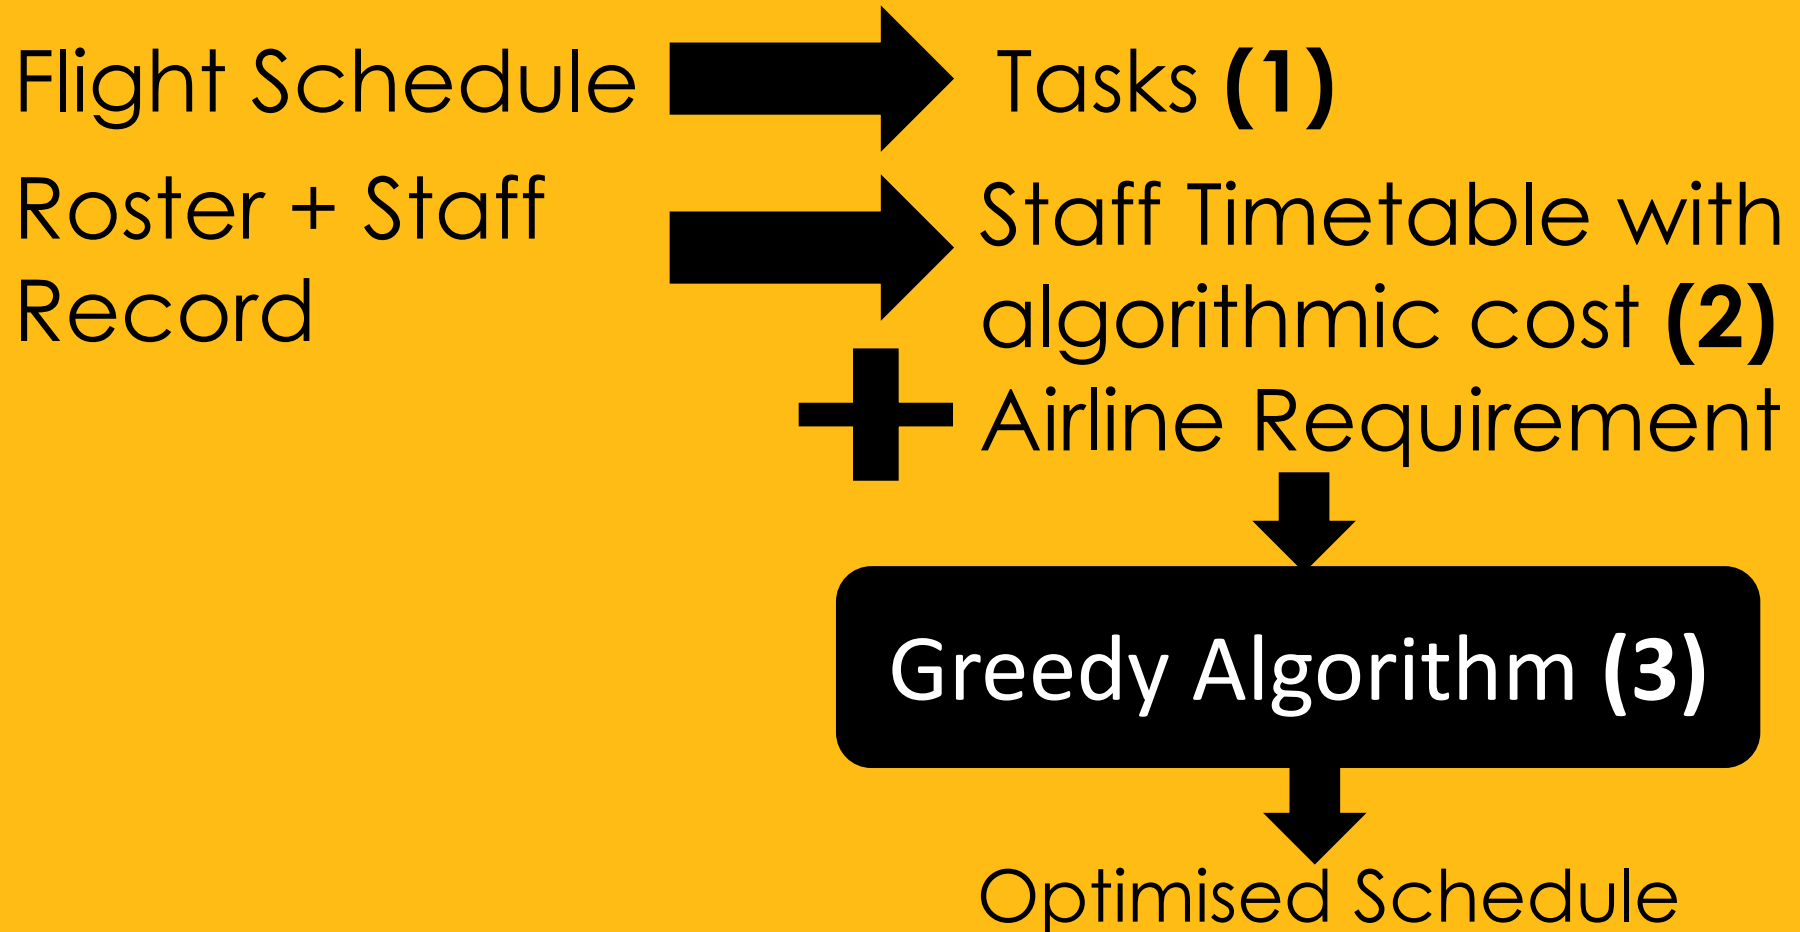 Flight Schedule
Tasks (1)
Roster + Staff
Record
Staff Timetable with
algorithmic cost (2)
Airline Requirement
Greedy Algorithm (3)
Optimised Schedule